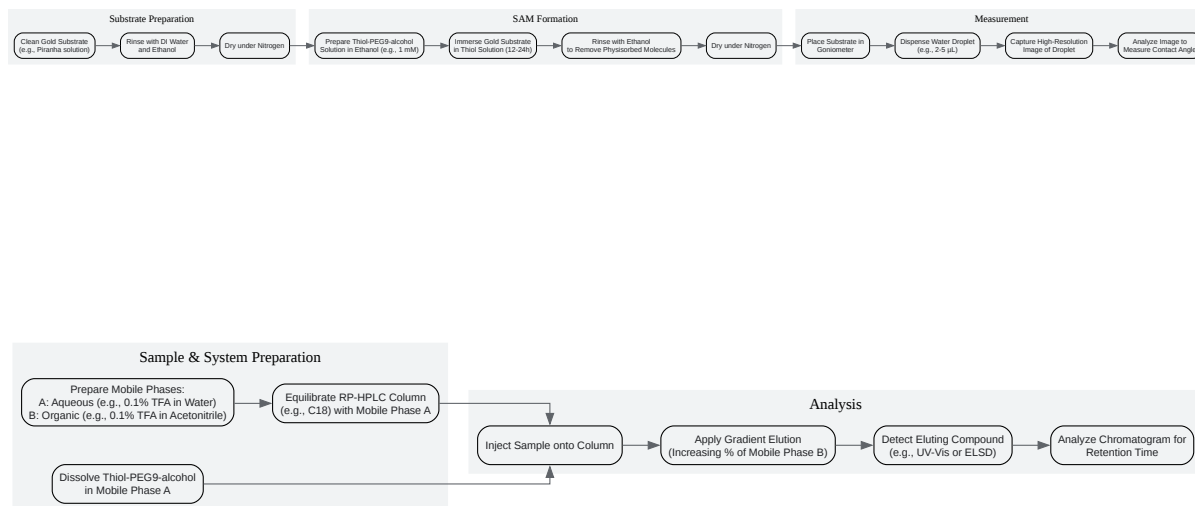 Substrate Preparation
Clean Gold Substrate
(e.g., Piranha solution)
Rinse with DI Water
and Ethanol
Dry under Nitrogen
SAM Formation
Prepare Thiol-PEG9-alcohol
Solution in Ethanol (e.g., 1 mM)
Immerse Gold Substrate
in Thiol Solution (12-24h)
Rinse with Ethanol
to Remove Physisorbed Molecules
Dry under Nitrogen
Measurement
Place Substrate in
Goniometer
Dispense Water Droplet
(e.g., 2-5 µL)
Capture High-Resolution
Image of Droplet
Analyze Image to
Measure Contact Angle
Sample & System Preparation
Prepare Mobile Phases:
A: Aqueous (e.g., 0.1% TFA in Water)
B: Organic (e.g., 0.1% TFA in Acetonitrile)
Equilibrate RP-HPLC Column
(e.g., C18) with Mobile Phase A
Dissolve Thiol-PEG9-alcohol
in Mobile Phase A
Analysis
Inject Sample onto Column
Apply Gradient Elution
(Increasing % of Mobile Phase B)
Detect Eluting Compound
(e.g., UV-Vis or ELSD)
Analyze Chromatogram for
Retention Time